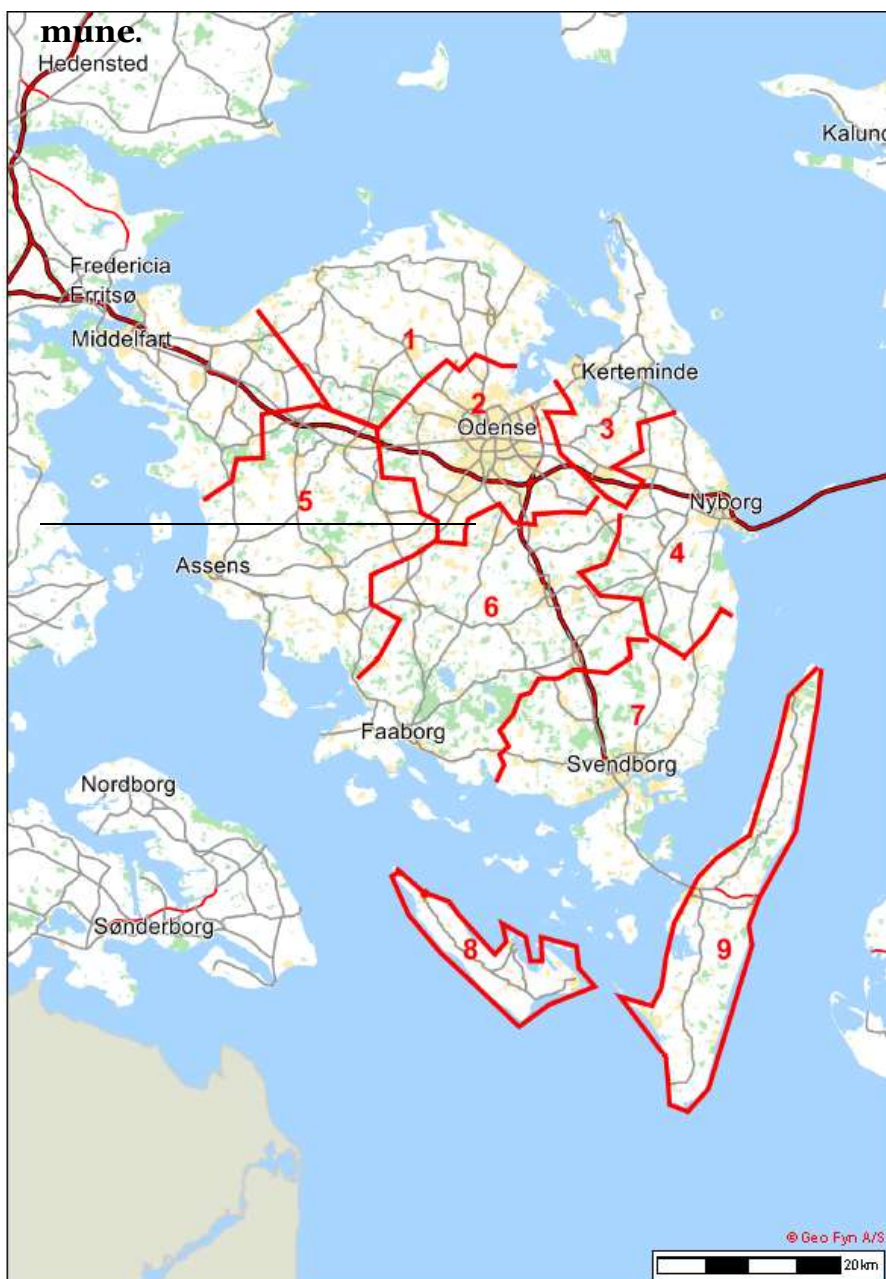 mune.
Hedensted
Kalund
Fredericia
Erritsø
Middelfart
1
Kerteminde
2
Odense
3
Nyborg
5
4
Assens
6
7
Faaborg
Svendborg
Nordborg
Sønderborg
8
9
© Geo Fyn A/S
20km